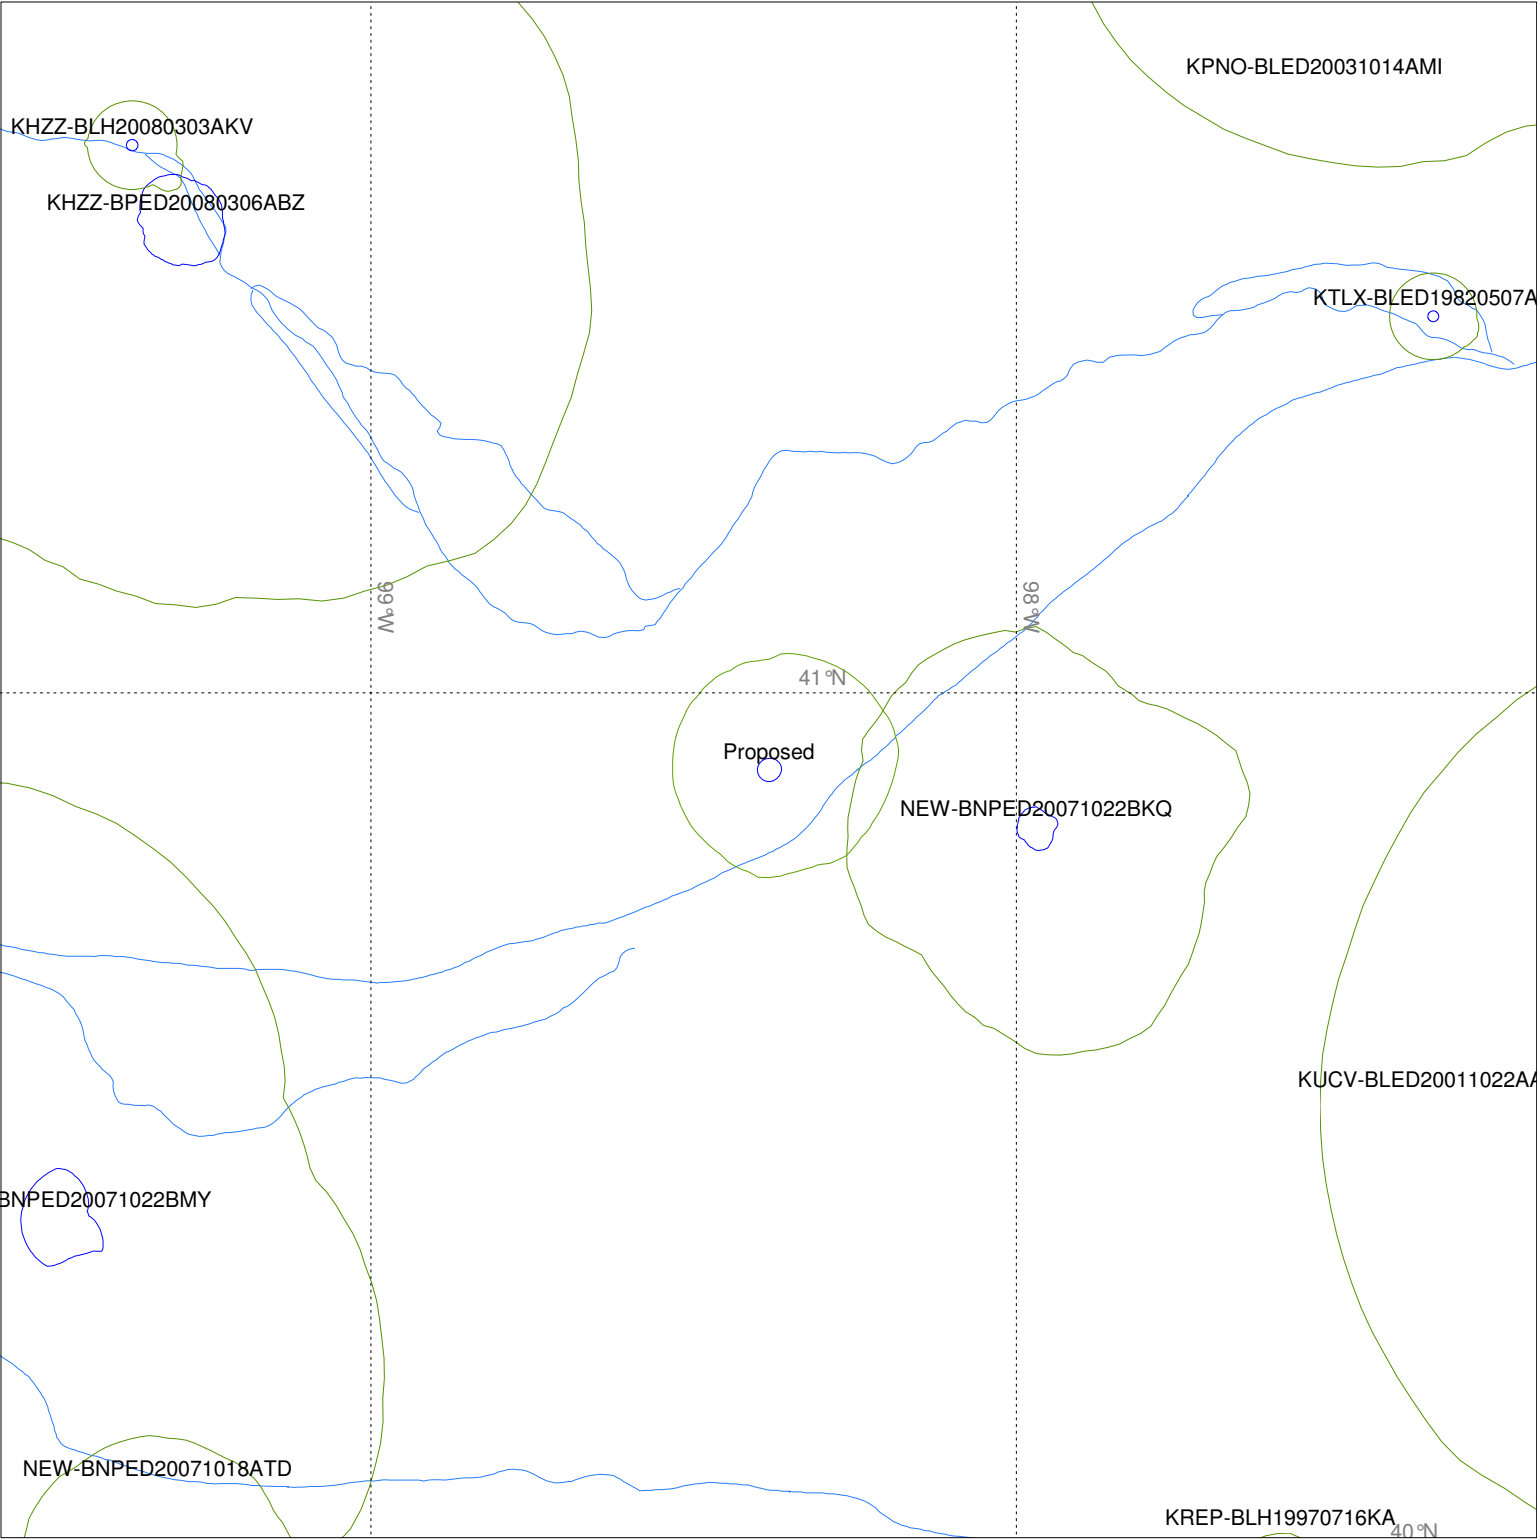 KPNO-BLED20031014AMI
KHZZ-BLH20080303AKV
KHZZ-BPED20080306ABZ
KTLX-BLED19820507A
99°W
98°W
41°N
Proposed
NEW-BNPED20071022BKQ
KUCV-BLED20011022AA
BNPED20071022BMY
NEW-BNPED20071018ATD
KREP-BLH19970716KA
40°N